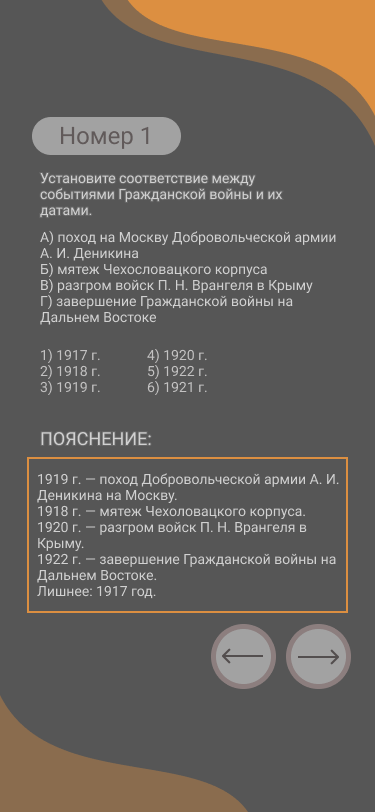 Номер 1
Установите соответствие между
событиями Гражданской войны и их
датами.
А) поход на Москву Добровольческой армии
А. И. Деникина
Б) мятеж Чехословацкого корпуса
В) разгром войск П. Н. Врангеля в Крыму
Г) завершение Гражданской войны на
Дальнем Востоке
1) 1917 г. 4) 1920 г.
2) 1918 г. 5) 1922 г.
3) 1919 г. 6) 1921 г.
ПОЯСНЕНИЕ:
1919 г. — поход Добровольческой армии А. И.
Деникина на Москву.
1918 г. — мятеж Чехоловацкого корпуса.
1920 г. — разгром войск П. Н. Врангеля в
Крыму.
1922 г. — завершение Гражданской войны на
Дальнем Востоке.
Лишнее: 1917 год.